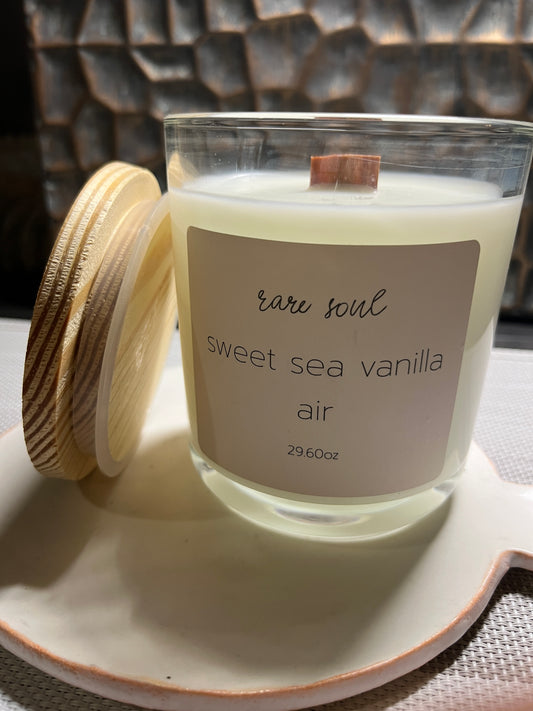 rare soul
sweet sea vanilla
air
29.60oz